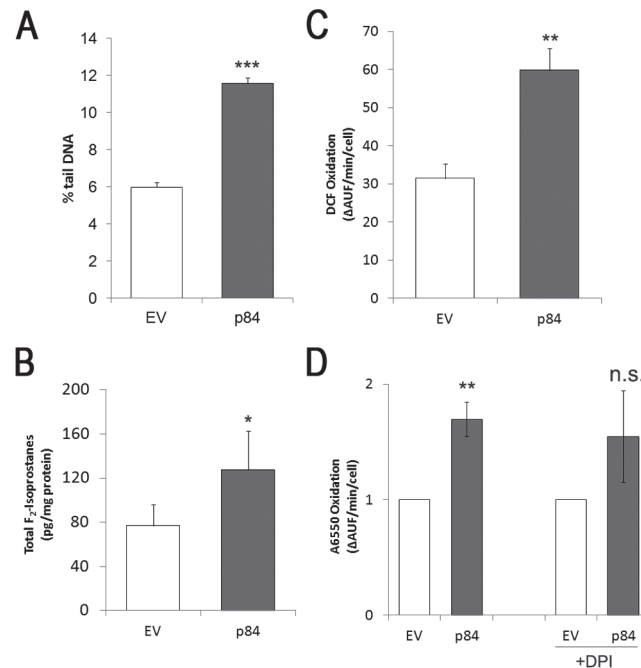 A
% tail DNA
14
12
10
8
6
4
2
0
***
EV
p84
C
DCF Oxidation
(ΔAUF/min/cell)
70
60
50
40
30
20
10
0
**
EV
p84
B
Total F₂-Isoprostanes
(pg/mg protein)
200
160
120
80
40
0
*
EV
p84
D
A6550 Oxidation
(ΔAUF/min/cell)
2
1
0
**
n.s.
EV
p84
EV
p84
+DPI